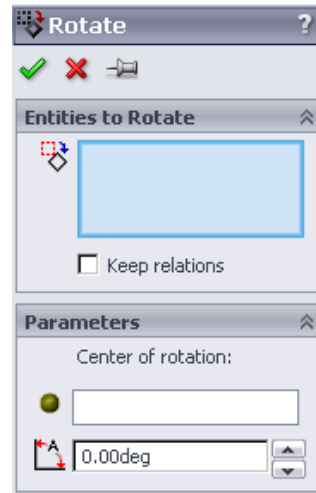 Rotate ?
Entities to Rotate
Keep relations
Parameters
Center of rotation:
A 0.00deg